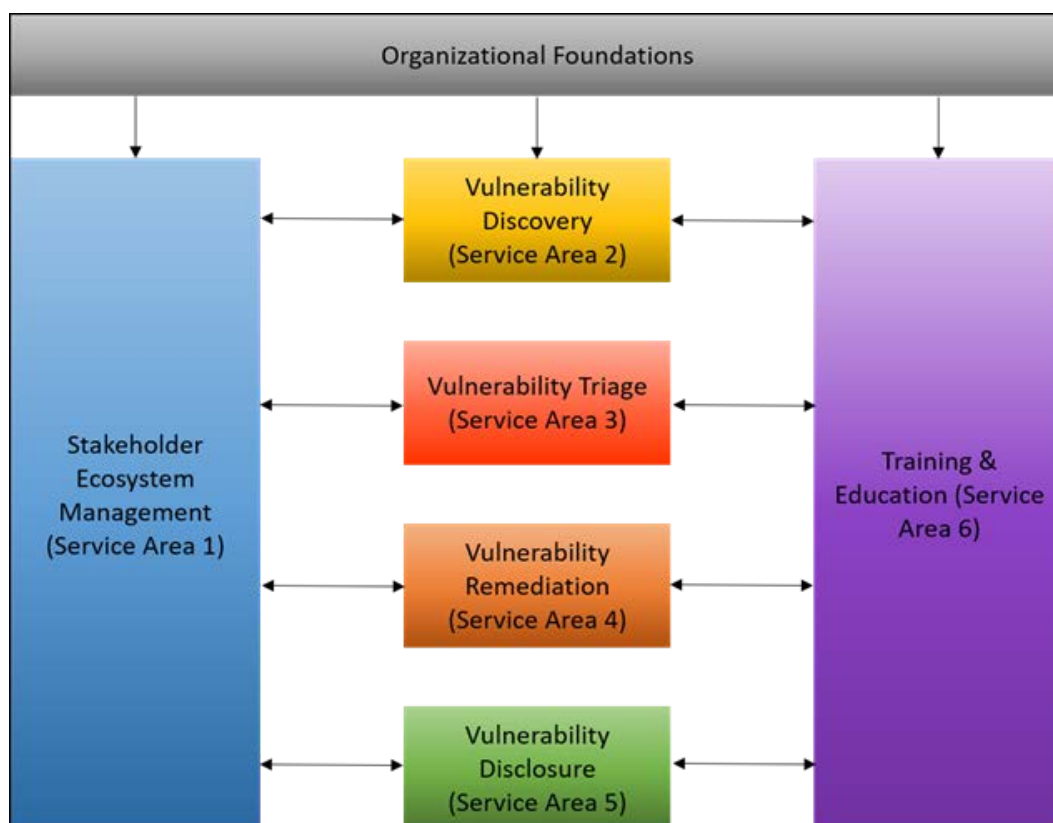 Organizational Foundations
Vulnerability
Discovery
(Service Area 2)
Vulnerability Triage
(Service Area 3)
Stakeholder
Ecosystem
Management
(Service Area 1)
Training &
Education (Service
Area 6)
Vulnerability
Remediation
(Service Area 4)
Vulnerability
Disclosure
(Service Area 5)